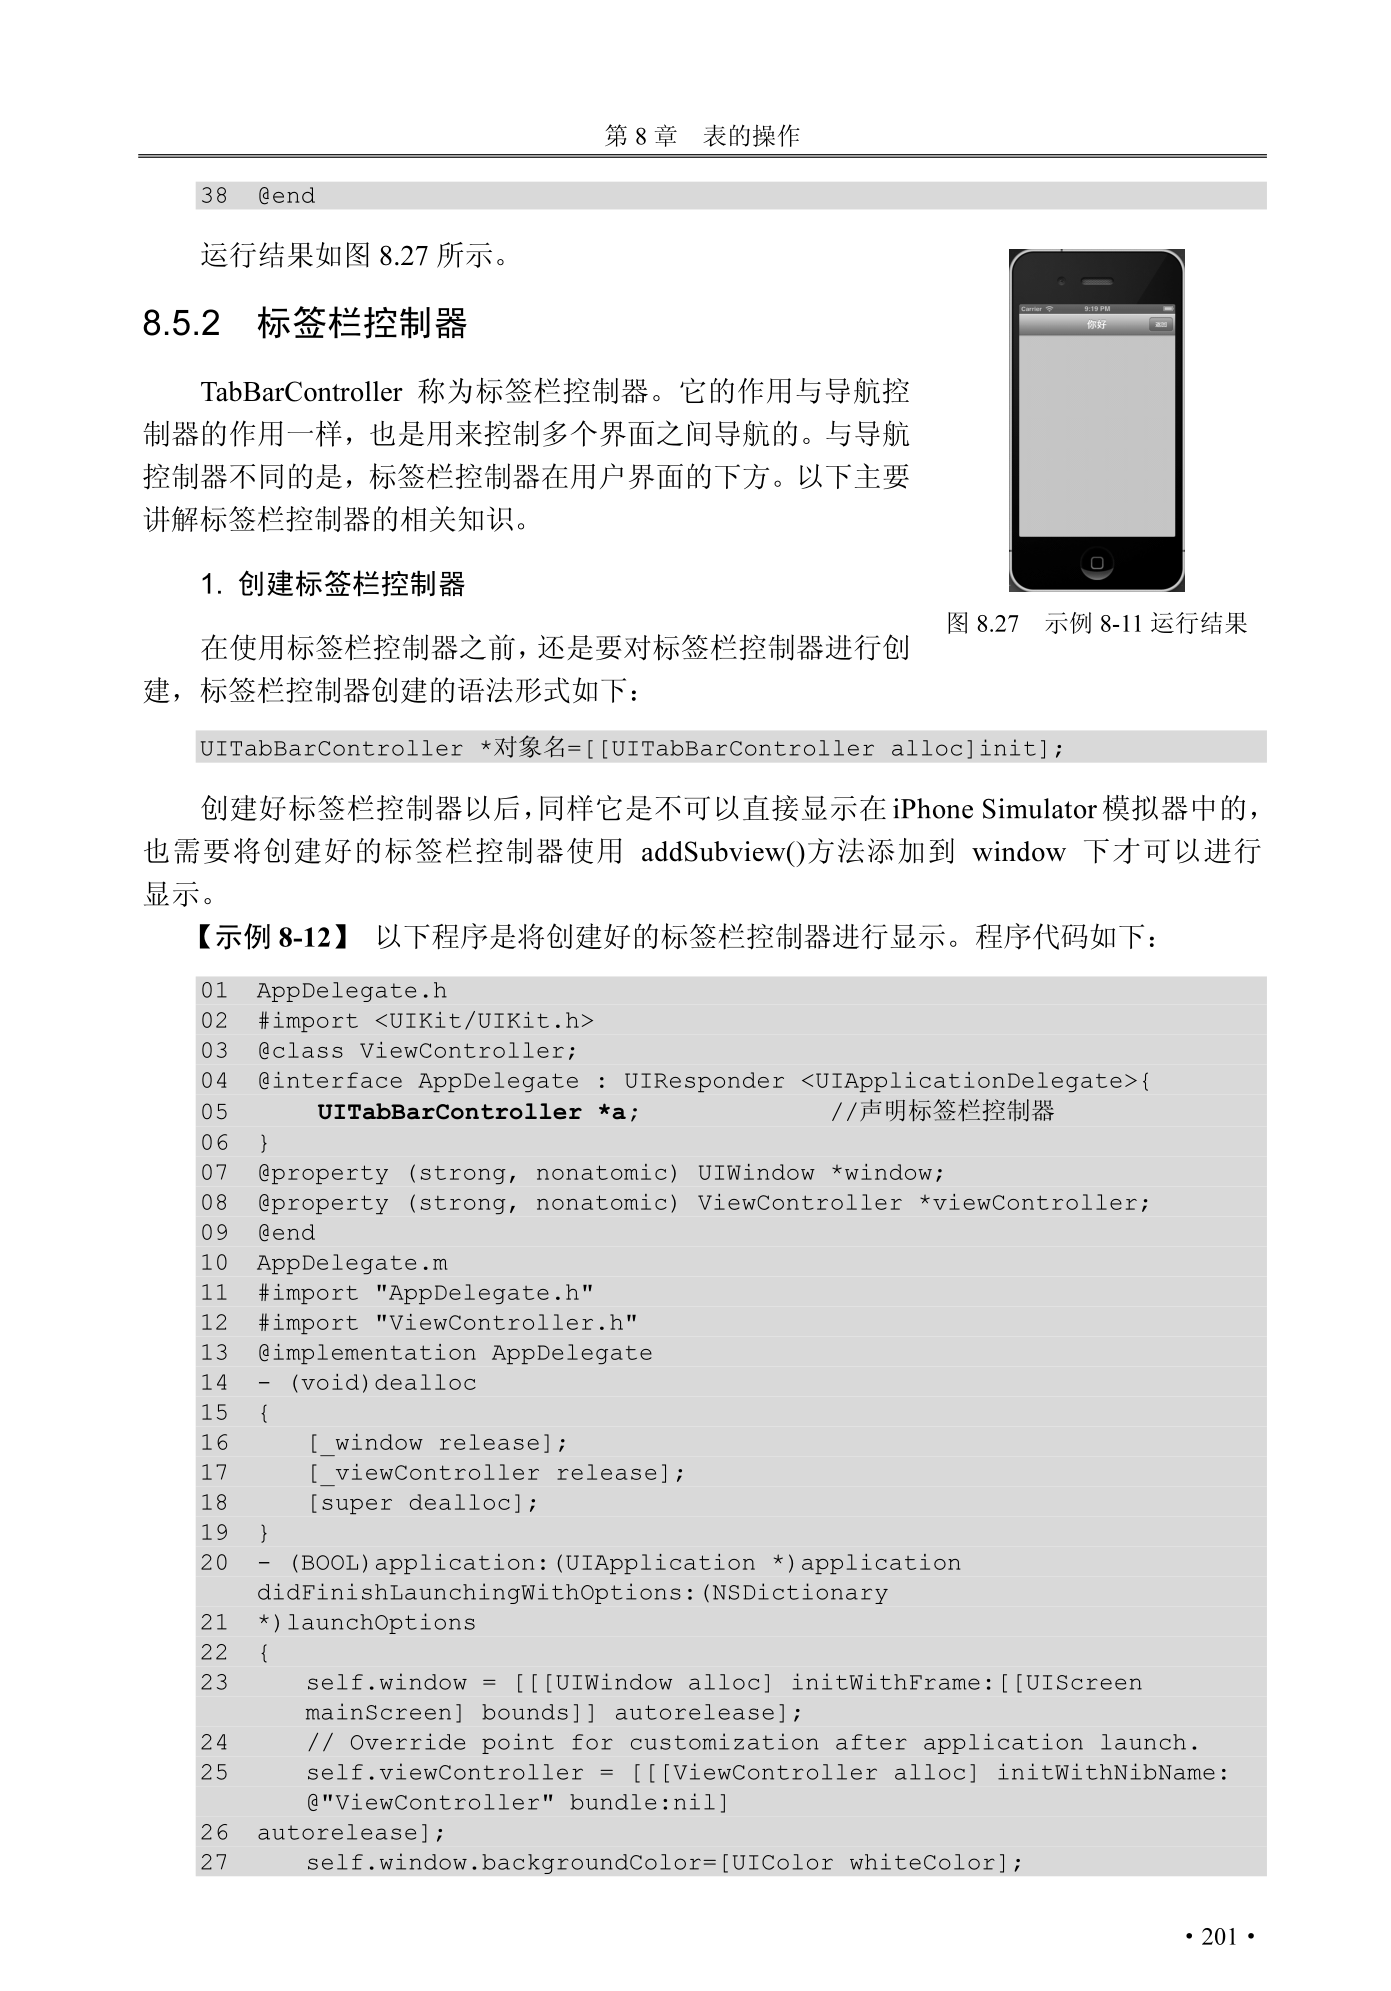 第 8 章　表的操作
38 @end
运行结果如图 8.27 所示。
8.5.2　标签栏控制器
TabBarController 称为标签栏控制器。它的作用与导航控
制器的作用一样，也是用来控制多个界面之间导航的。与导航
控制器不同的是，标签栏控制器在用户界面的下方。以下主要
讲解标签栏控制器的相关知识。
1. 创建标签栏控制器
在使用标签栏控制器之前，还是要对标签栏控制器进行创
建，标签栏控制器创建的语法形式如下：
Carrier 9:19 PM
你好 返回
图 8.27　示例 8-11 运行结果
UITabBarController *对象名=[[UITabBarController alloc]init];
创建好标签栏控制器以后，同样它是不可以直接显示在 iPhone Simulator 模拟器中的，
也需要将创建好的标签栏控制器使用 addSubview()方法添加到 window 下才可以进行
显示。
【示例 8-12】 以下程序是将创建好的标签栏控制器进行显示。程序代码如下：
01 AppDelegate.h
02 #import <UIKit/UIKit.h>
03 @class ViewController;
04 @interface AppDelegate : UIResponder <UIApplicationDelegate>{
05 UITabBarController *a; //声明标签栏控制器
06 }
07 @property (strong, nonatomic) UIWindow *window;
08 @property (strong, nonatomic) ViewController *viewController;
09 @end
10 AppDelegate.m
11 #import "AppDelegate.h"
12 #import "ViewController.h"
13 @implementation AppDelegate
14 - (void)dealloc
15 {
16 [_window release];
17 [_viewController release];
18 [super dealloc];
19 }
20 - (BOOL)application:(UIApplication *)application
didFinishLaunchingWithOptions:(NSDictionary
21 *)launchOptions
22 {
23 self.window = [[[UIWindow alloc] initWithFrame:[[UIScreen
mainScreen] bounds]] autorelease];
24 // Override point for customization after application launch.
25 self.viewController = [[[ViewController alloc] initWithNibName:
@"ViewController" bundle:nil]
26 autorelease];
27 self.window.backgroundColor=[UIColor whiteColor];
• 201 •